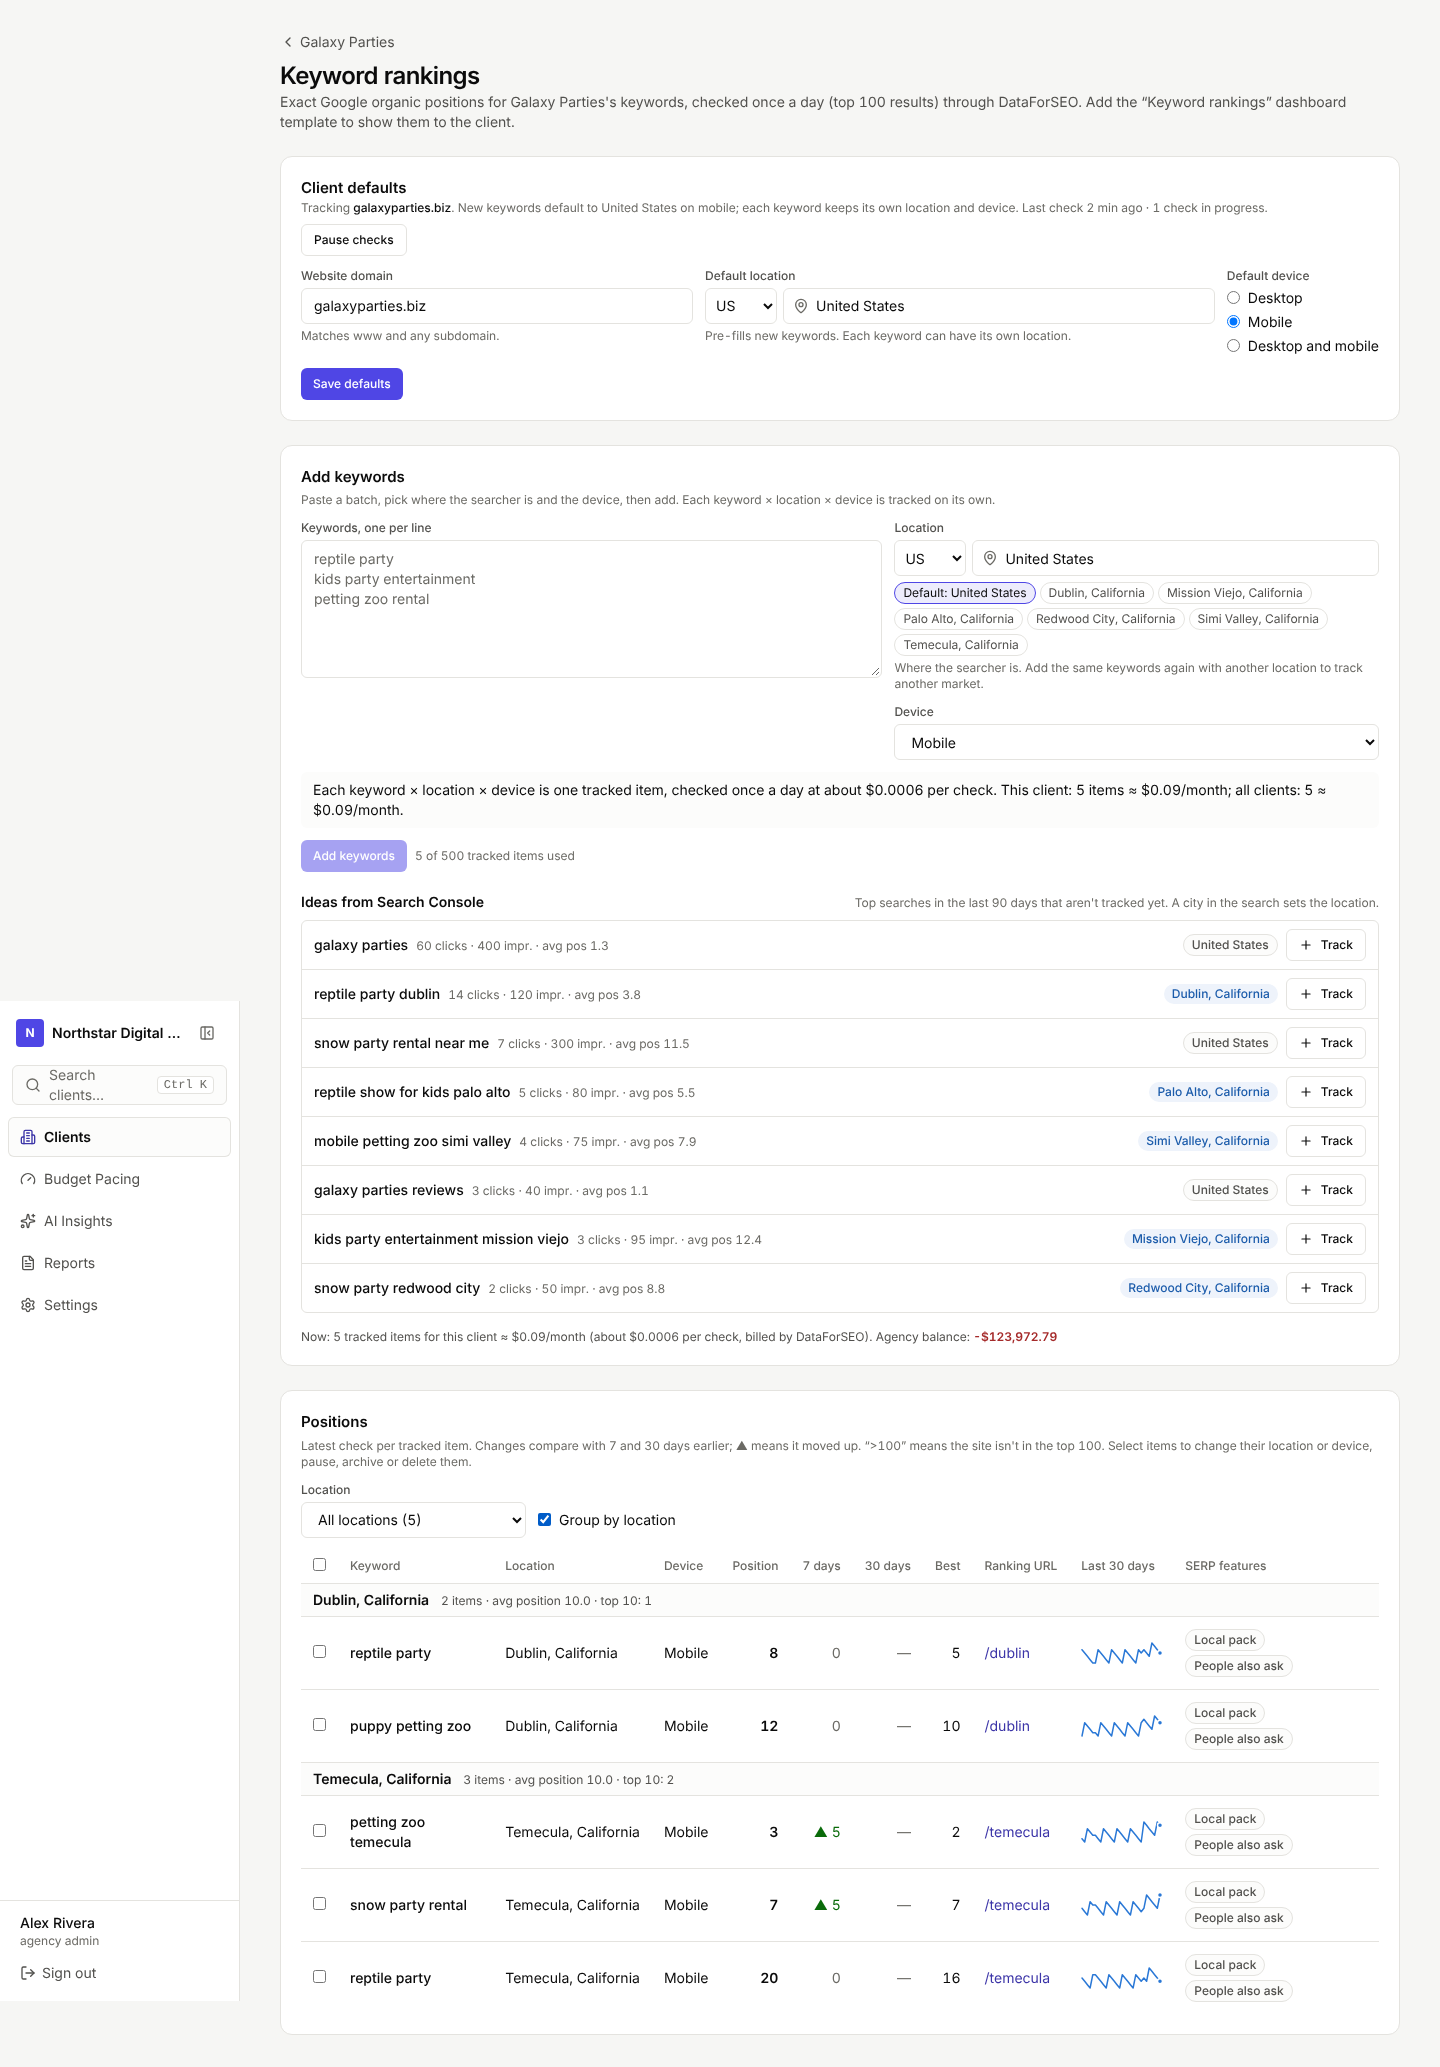 Galaxy Parties
Keyword rankings
Exact Google organic positions for Galaxy Parties's keywords, checked once a day (top 100 results) through DataForSEO. Add the “Keyword rankings” dashboard
template to show them to the client.
Client defaults
Tracking galaxyparties.biz. New keywords default to United States on mobile; each keyword keeps its own location and device. Last check 2 min ago · 1 check in progress.
Pause checks
Website domain
galaxyparties.biz
Matches www and any subdomain.
Default location
US
United States
Pre-fills new keywords. Each keyword can have its own location.
Default device
Desktop
Mobile
Desktop and mobile
Save defaults
Add keywords
Paste a batch, pick where the searcher is and the device, then add. Each keyword × location × device is tracked on its own.
Keywords, one per line
reptile party
kids party entertainment
petting zoo rental
Location
US
United States
Default: United States
Dublin, California
Mission Viejo, California
Palo Alto, California
Redwood City, California
Simi Valley, California
Temecula, California
Where the searcher is. Add the same keywords again with another location to track
another market.
Device
Mobile
Each keyword × location × device is one tracked item, checked once a day at about $0.0006 per check. This client: 5 items ≈ $0.09/month; all clients: 5 ≈
$0.09/month.
Add keywords
5 of 500 tracked items used
Ideas from Search Console
Top searches in the last 90 days that aren't tracked yet. A city in the search sets the location.
galaxy parties 60 clicks · 400 impr. · avg pos 1.3 United States + Track
reptile party dublin 14 clicks · 120 impr. · avg pos 3.8 Dublin, California + Track
snow party rental near me 7 clicks · 300 impr. · avg pos 11.5 United States + Track
reptile show for kids palo alto 5 clicks · 80 impr. · avg pos 5.5 Palo Alto, California + Track
mobile petting zoo simi valley 4 clicks · 75 impr. · avg pos 7.9 Simi Valley, California + Track
galaxy parties reviews 3 clicks · 40 impr. · avg pos 1.1 United States + Track
kids party entertainment mission viejo 3 clicks · 95 impr. · avg pos 12.4 Mission Viejo, California + Track
snow party redwood city 2 clicks · 50 impr. · avg pos 8.8 Redwood City, California + Track
Now: 5 tracked items for this client ≈ $0.09/month (about $0.0006 per check, billed by DataForSEO). Agency balance: -$123,972.79
Positions
Latest check per tracked item. Changes compare with 7 and 30 days earlier; ▲ means it moved up. “>100” means the site isn't in the top 100. Select items to change their location or device,
pause, archive or delete them.
Location
All locations (5)
Group by location
Keyword Location Device Position 7 days 30 days Best Ranking URL Last 30 days SERP features
Dublin, California 2 items · avg position 10.0 · top 10: 1
reptile party Dublin, California Mobile 8 0 — 5 /dublin Local pack
People also ask
puppy petting zoo Dublin, California Mobile 12 0 — 10 /dublin Local pack
People also ask
Temecula, California 3 items · avg position 10.0 · top 10: 2
petting zoo
temecula Temecula, California Mobile 3 ▲ 5 — 2 /temecula Local pack
People also ask
snow party rental Temecula, California Mobile 7 ▲ 5 — 7 /temecula Local pack
People also ask
reptile party Temecula, California Mobile 20 0 — 16 /temecula Local pack
People also ask
N
Northstar Digital ...
Search
clients...
Ctrl K
Clients
Budget Pacing
AI Insights
Reports
Settings
Alex Rivera
agency admin
Sign out